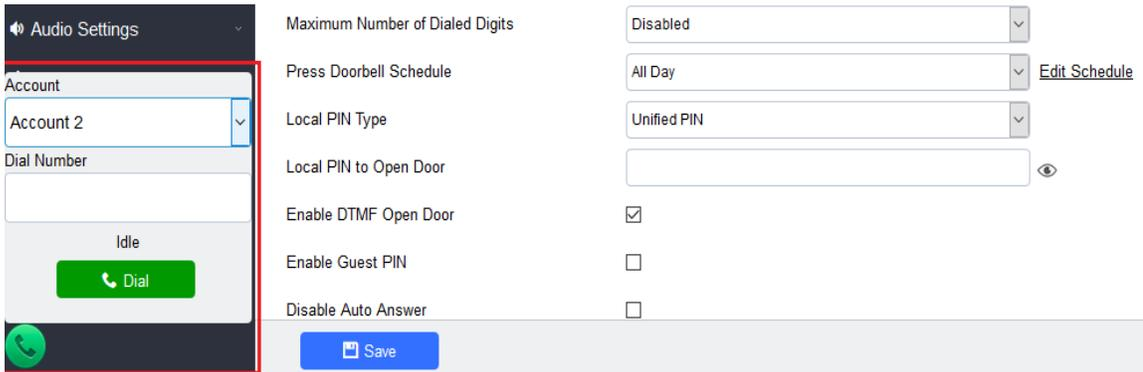 Audio Settings
Account
Account 2
Dial Number
Idle
Dial
Maximum Number of Dialed Digits Disabled
Press Doorbell Schedule All Day Edit Schedule
Local PIN Type Unified PIN
Local PIN to Open Door
Enable DTMF Open Door
Enable Guest PIN
Disable Auto Answer
Save